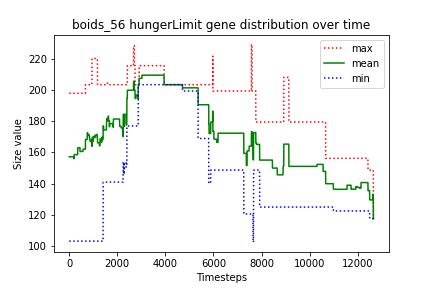 boids_56 hungerLimit gene distribution over time
max
mean
min
Size value
220
200
180
160
140
120
100
0 2000 4000 6000 8000 10000 12000
Timesteps